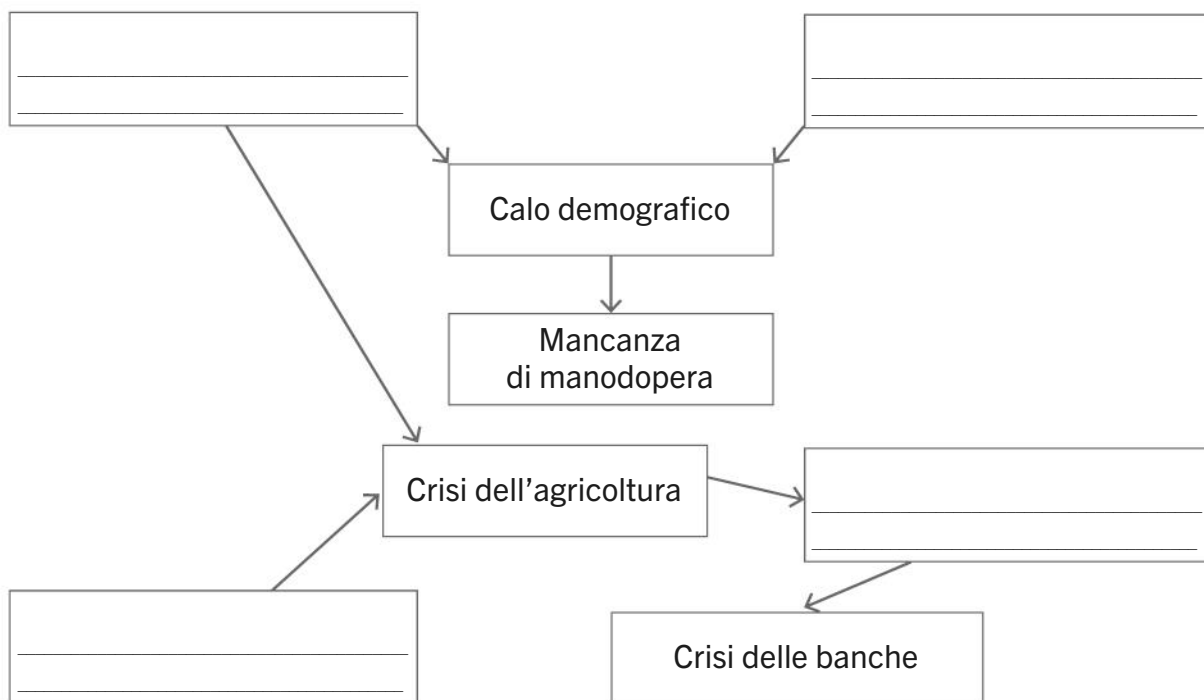 Calo demografico
Mancanza
di manodopera
Crisi dell'agricoltura
Crisi delle banche